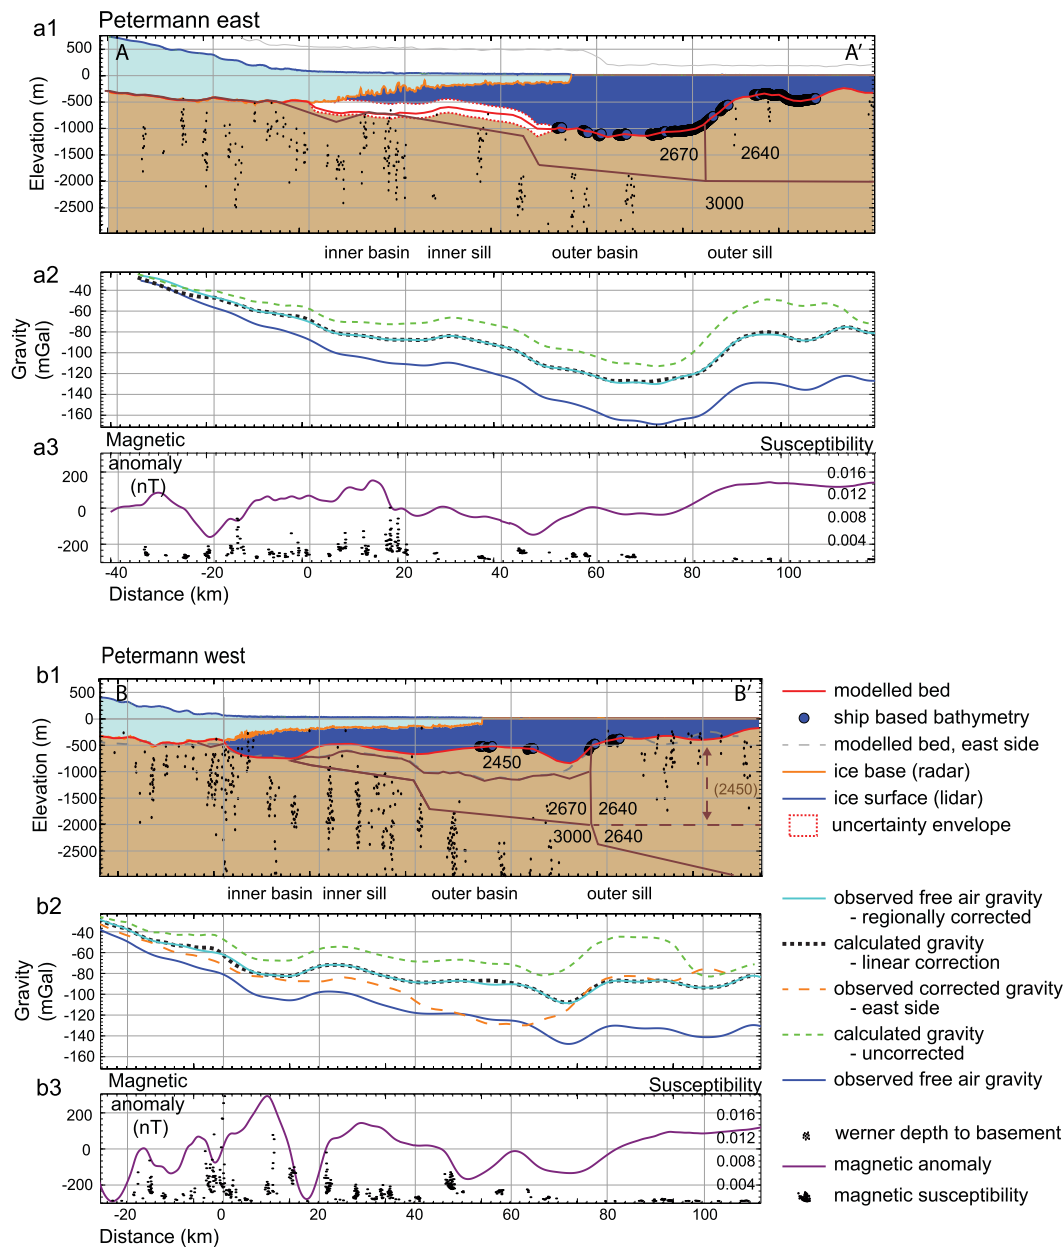 Petermann east
a1
A
A′
500
0
-500
-1000
-1500
-2000
-2500
Elevation (m)
2670
2640
3000
inner basin
inner sill
outer basin
outer sill
a2
-40
-60
-80
-100
-120
-140
-160
Gravity
(mGal)
a3
Magnetic
anomaly
(nT)
Susceptibility
200
0
-200
0.016
0.012
0.008
0.004
-40
-20
0
20
40
60
80
100
Distance (km)
Petermann west
b1
B
B′
500
0
-500
-1000
-1500
-2000
-2500
Elevation (m)
2450
(2450)
2670
2640
3000
2640
inner basin
inner sill
outer basin
outer sill
b2
-40
-60
-80
-100
-120
-140
-160
Gravity
(mGal)
b3
Magnetic
anomaly
(nT)
Susceptibility
200
0
-200
0.016
0.012
0.008
0.004
-20
0
20
40
60
80
100
Distance (km)
modelled bed
ship based bathymetry
modelled bed, east side
ice base (radar)
ice surface (lidar)
uncertainty envelope
observed free air gravity
- regionally corrected
calculated gravity
- linear correction
observed corrected gravity
- east side
calculated gravity
- uncorrected
observed free air gravity
werner depth to basement
magnetic anomaly
magnetic susceptibility